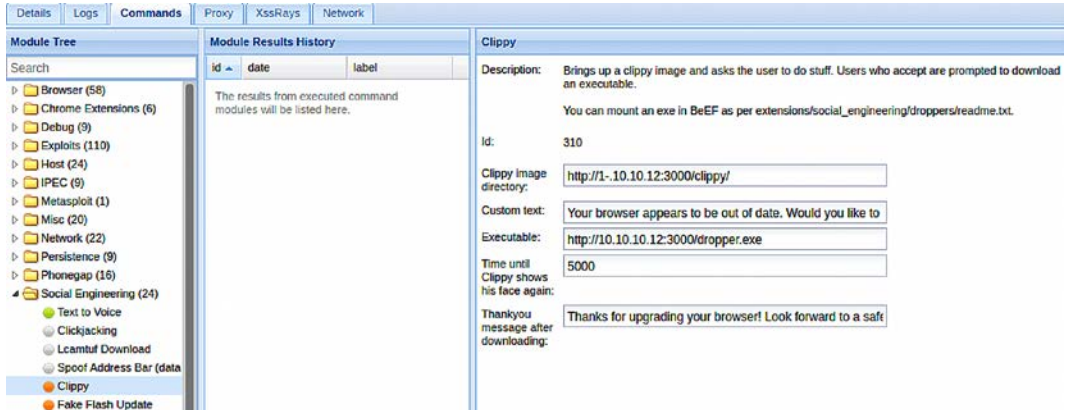 Details Logs Commands Proxy XssRays Network
Module Tree
Search
Browser (58)
Chrome Extensions (6)
Debug (9)
Exploits (110)
Host (24)
IPEC (9)
Metasploit (1)
Misc (20)
Network (22)
Persistence (9)
Phonegap (16)
Social Engineering (24)
Text to Voice
Clickjacking
Lcamtuf Download
Spoof Address Bar (data
Clippy
Fake Flash Update
Module Results History
id date label
The results from executed command
modules will be listed here.
Clippy
Description: Brings up a clippy image and asks the user to do stuff. Users who accept are prompted to download
an executable.
You can mount an exe in BeEF as per extensions/social_engineering/droppers/readme.txt.
Id: 310
Clippy image
directory:
http://1-.10.10.12:3000/clippy/
Custom text: Your browser appears to be out of date. Would you like to
Executable: http://10.10.10.12:3000/dropper.exe
Time until
Clippy shows
his face again:
5000
Thankyou
message after
downloading:
Thanks for upgrading your browser! Look forward to a safe